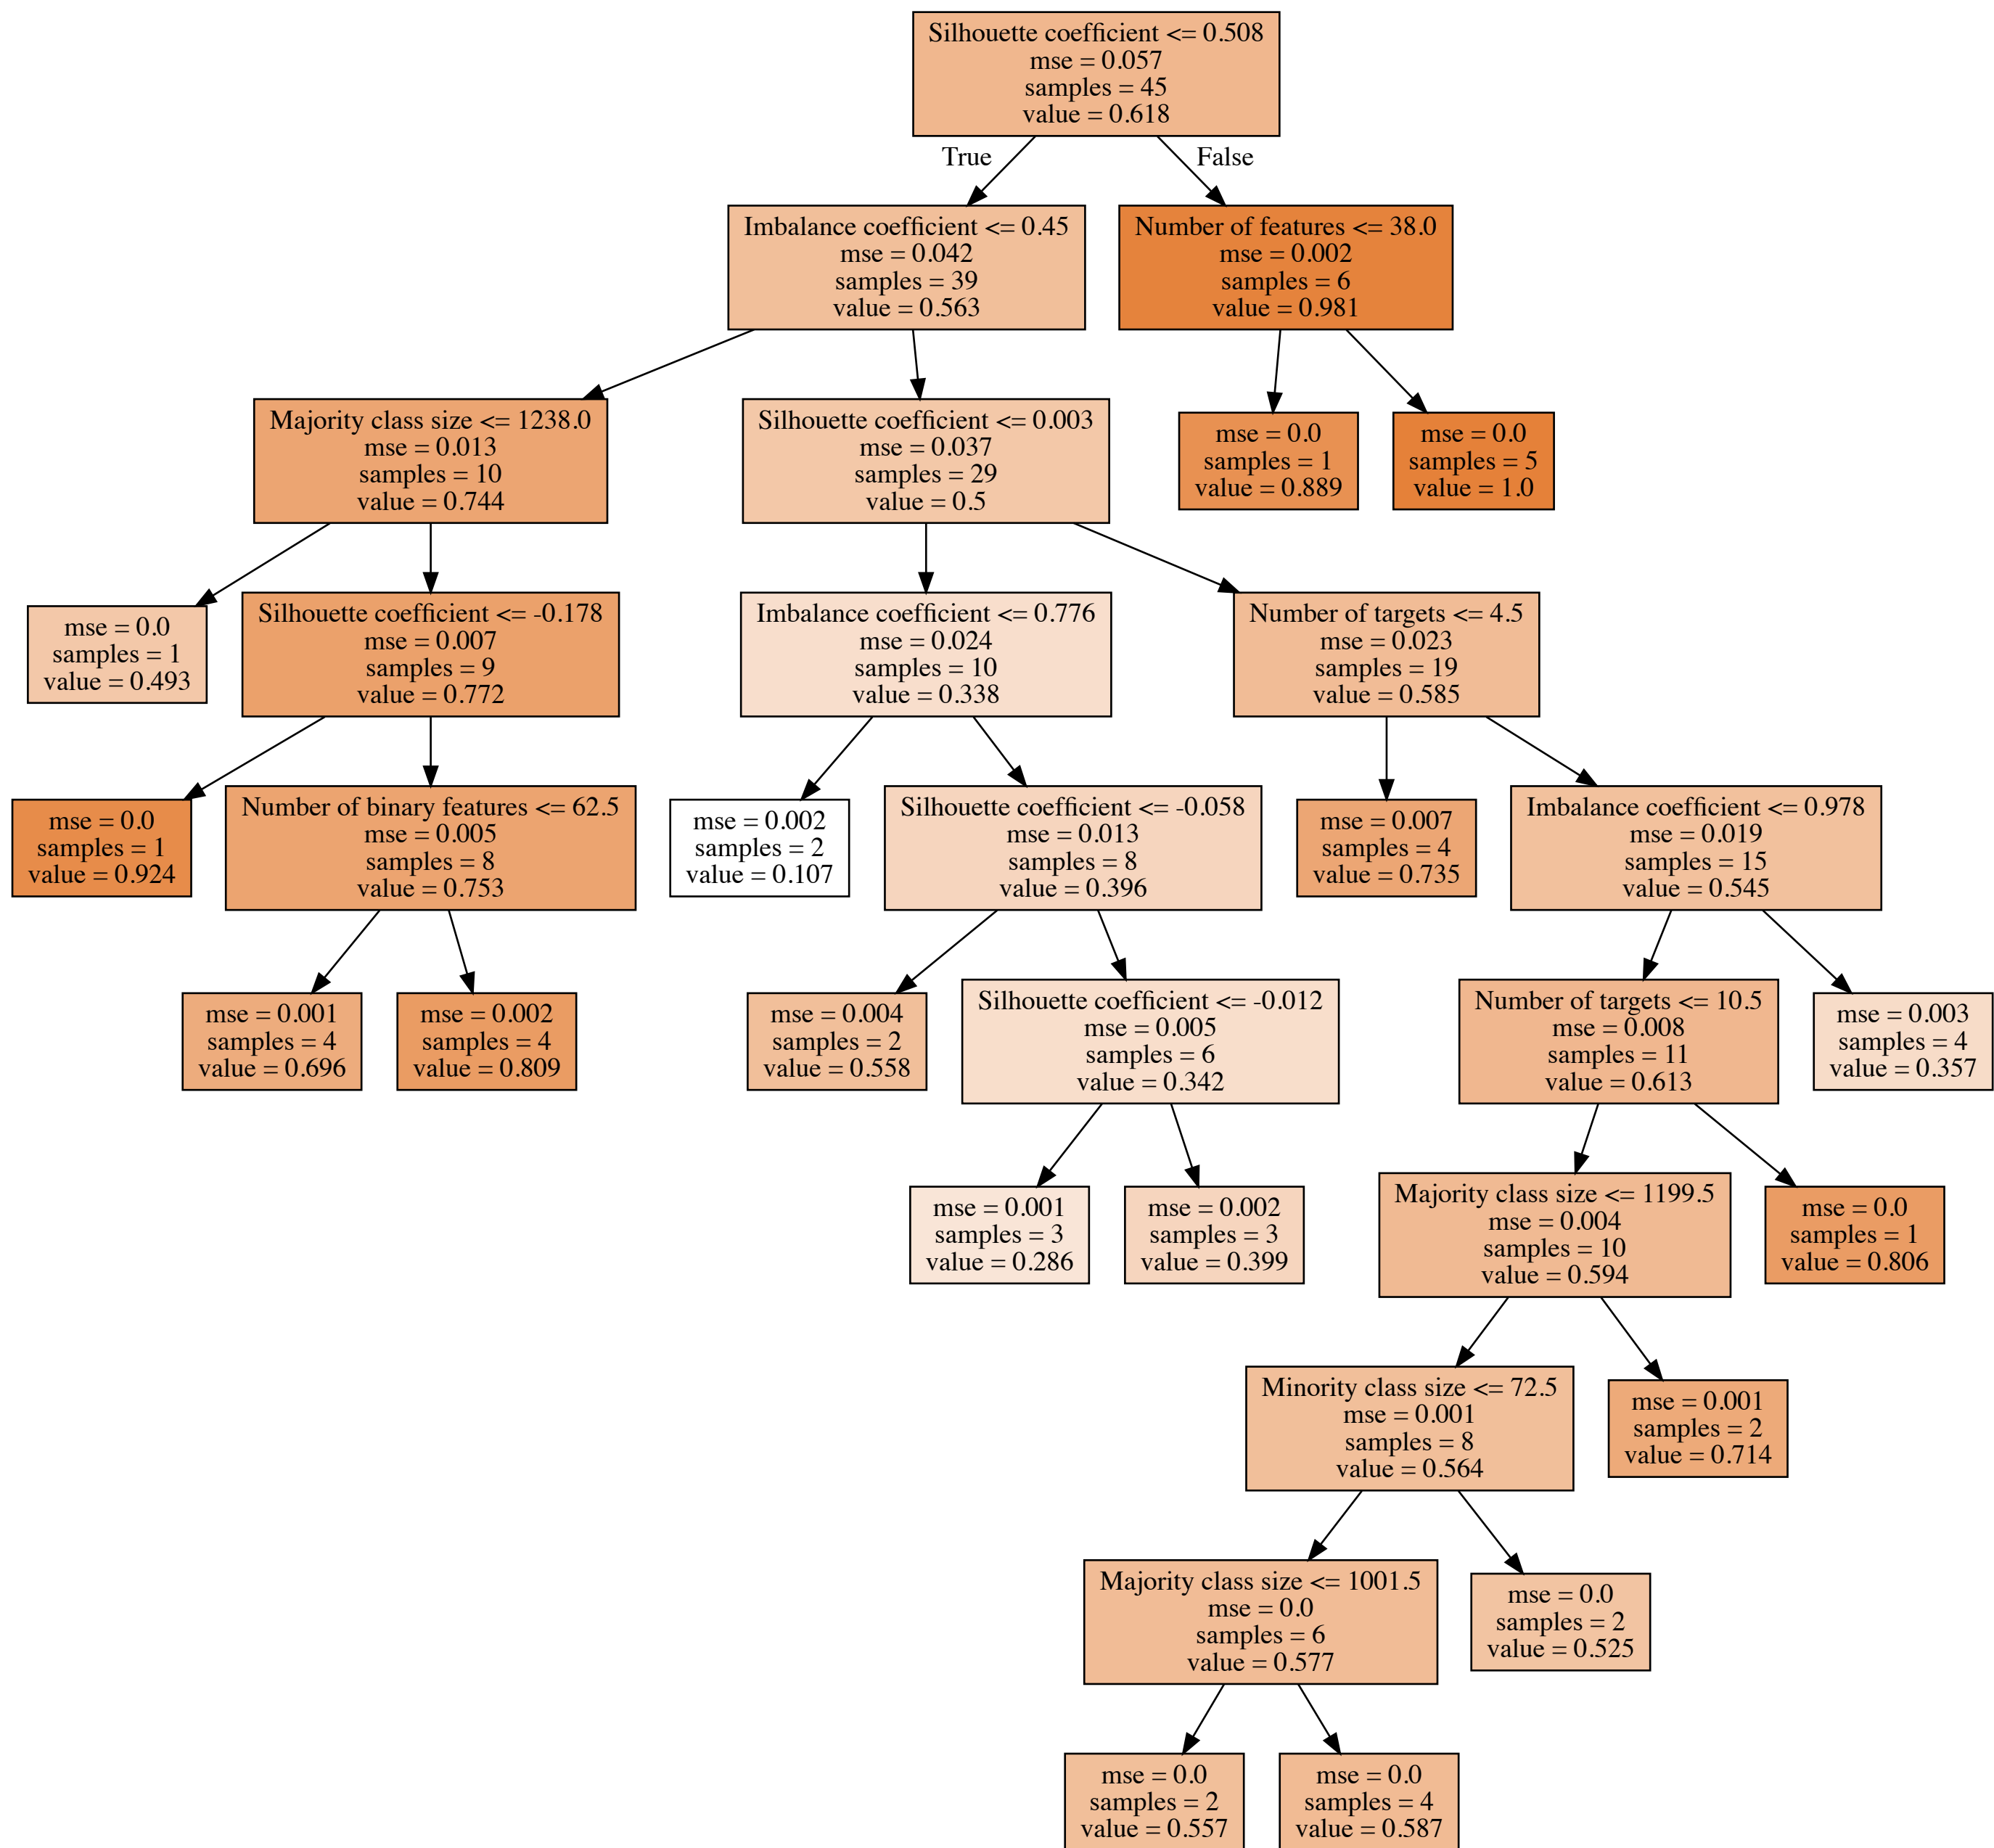 Silhouette coefficient <= 0.508
mse = 0.057
samples = 45
value = 0.618
True
False
Imbalance coefficient <= 0.45
mse = 0.042
samples = 39
value = 0.563
Number of features <= 38.0
mse = 0.002
samples = 6
value = 0.981
Majority class size <= 1238.0
mse = 0.013
samples = 10
value = 0.744
Silhouette coefficient <= 0.003
mse = 0.037
samples = 29
value = 0.5
mse = 0.0
samples = 1
value = 0.889
mse = 0.0
samples = 5
value = 1.0
mse = 0.0
samples = 1
value = 0.493
Silhouette coefficient <= -0.178
mse = 0.007
samples = 9
value = 0.772
Imbalance coefficient <= 0.776
mse = 0.024
samples = 10
value = 0.338
Number of targets <= 4.5
mse = 0.023
samples = 19
value = 0.585
mse = 0.0
samples = 1
value = 0.924
Number of binary features <= 62.5
mse = 0.005
samples = 8
value = 0.753
mse = 0.002
samples = 2
value = 0.107
Silhouette coefficient <= -0.058
mse = 0.013
samples = 8
value = 0.396
mse = 0.007
samples = 4
value = 0.735
Imbalance coefficient <= 0.978
mse = 0.019
samples = 15
value = 0.545
mse = 0.001
samples = 4
value = 0.696
mse = 0.002
samples = 4
value = 0.809
mse = 0.004
samples = 2
value = 0.558
Silhouette coefficient <= -0.012
mse = 0.005
samples = 6
value = 0.342
Number of targets <= 10.5
mse = 0.008
samples = 11
value = 0.613
mse = 0.003
samples = 4
value = 0.357
mse = 0.001
samples = 3
value = 0.286
mse = 0.002
samples = 3
value = 0.399
Majority class size <= 1199.5
mse = 0.004
samples = 10
value = 0.594
mse = 0.0
samples = 1
value = 0.806
Minority class size <= 72.5
mse = 0.001
samples = 8
value = 0.564
mse = 0.001
samples = 2
value = 0.714
Majority class size <= 1001.5
mse = 0.0
samples = 6
value = 0.577
mse = 0.0
samples = 2
value = 0.525
mse = 0.0
samples = 2
value = 0.557
mse = 0.0
samples = 4
value = 0.587